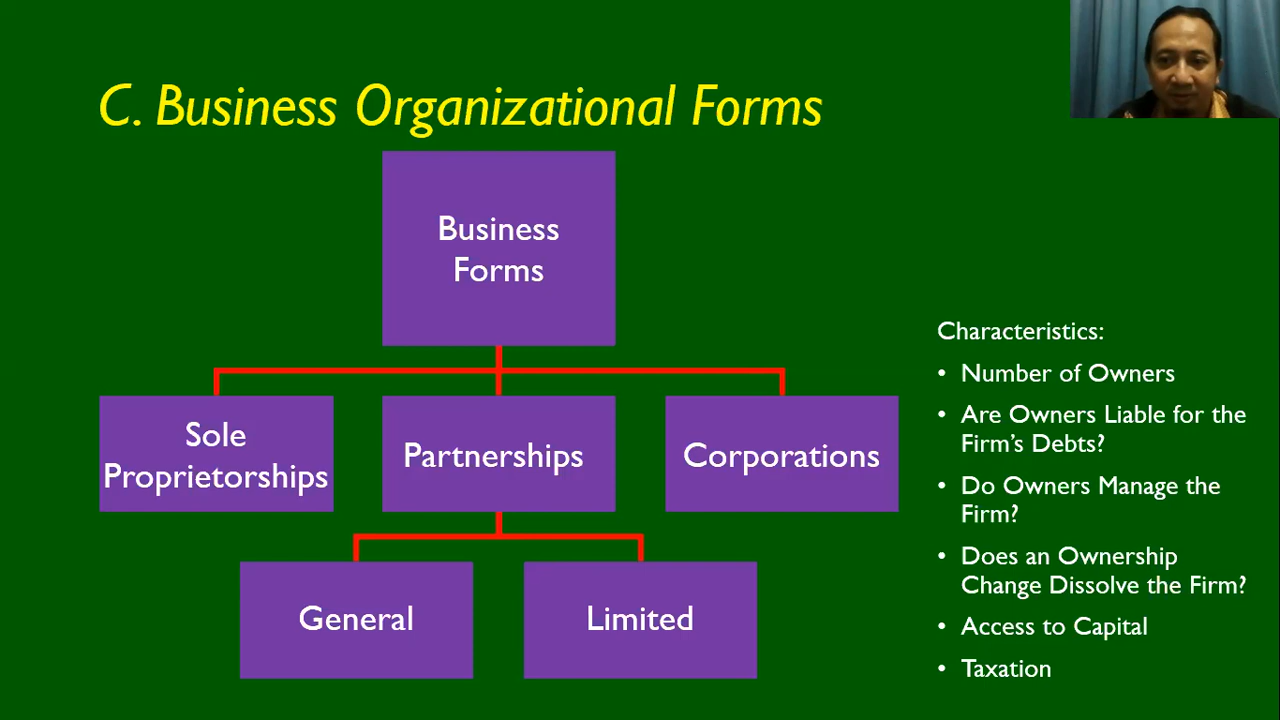 C. Business Organizational Forms
Business
Forms
Sole
Proprietorships
Partnerships
Corporations
General
Limited
Characteristics:
• Number of Owners
• Are Owners Liable for the
Firm's Debts?
• Do Owners Manage the
Firm?
• Does an Ownership
Change Dissolve the Firm?
• Access to Capital
• Taxation